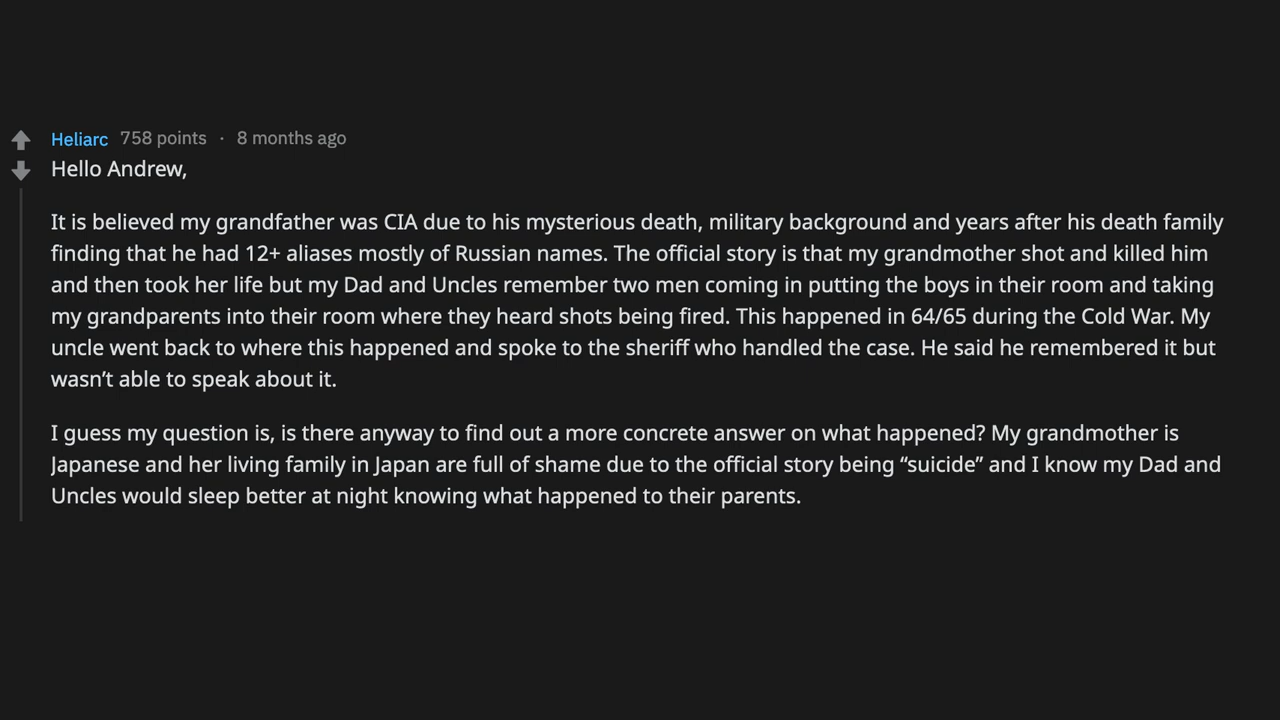 Heliarc 758 points · 8 months ago
Hello Andrew,
It is believed my grandfather was CIA due to his mysterious death, military background and years after his death family
finding that he had 12+ aliases mostly of Russian names. The official story is that my grandmother shot and killed him
and then took her life but my Dad and Uncles remember two men coming in putting the boys in their room and taking
my grandparents into their room where they heard shots being fired. This happened in 64/65 during the Cold War. My
uncle went back to where this happened and spoke to the sheriff who handled the case. He said he remembered it but
wasn’t able to speak about it.
I guess my question is, is there anyway to find out a more concrete answer on what happened? My grandmother is
Japanese and her living family in Japan are full of shame due to the official story being “suicide” and I know my Dad and
Uncles would sleep better at night knowing what happened to their parents.